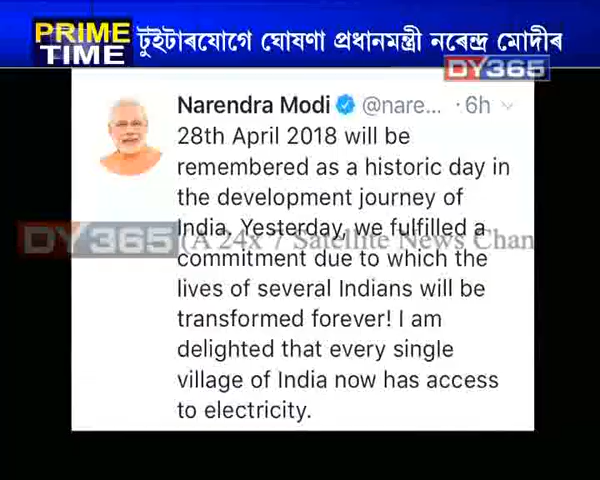 PRIME
TIME
টুইটাৰযোগে ঘোষণা প্ৰধানমন্ত্ৰী নৰেন্দ্ৰ মোদীৰ
DY365
Narendra Modi @nare... · 6h
28th April 2018 will be
remembered as a historic day in
the development journey of
India. Yesterday, we fulfilled a
DY365 (A 24x 7 Satellite News Chan
commitment due to which the
lives of several Indians will be
transformed forever! I am
delighted that every single
village of India now has access
to electricity.